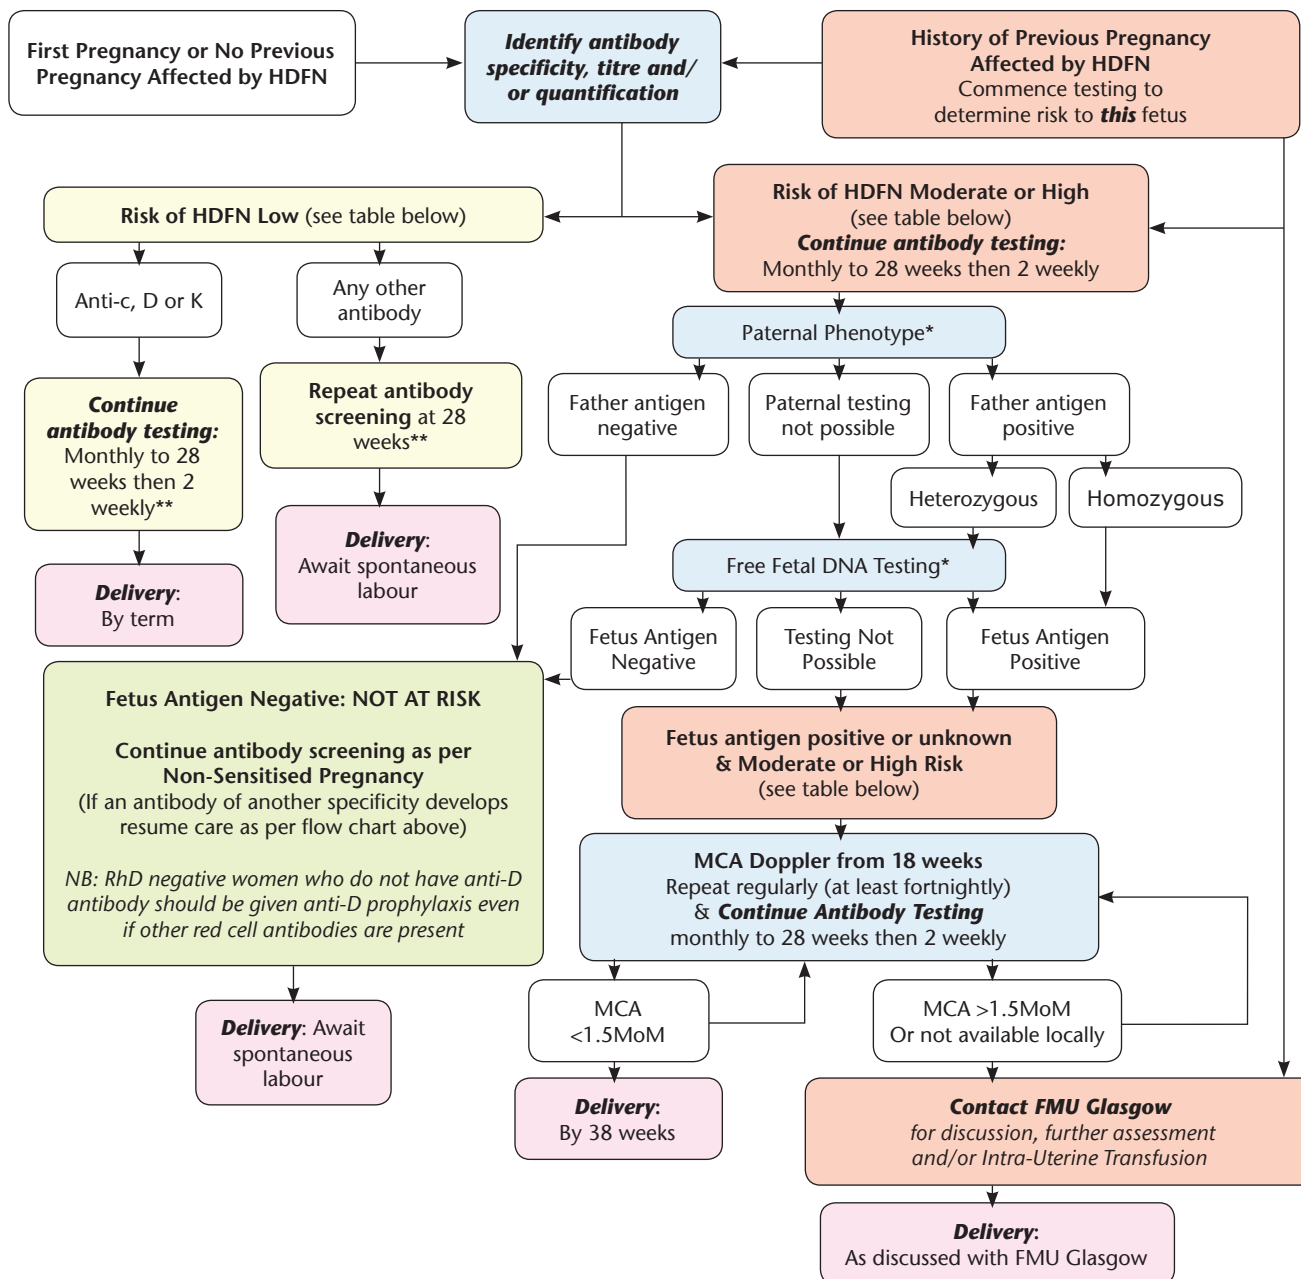 First Pregnancy or No Previous
Pregnancy Affected by HDFN
Identify antibody
specificity, titre and/
or quantification
History of Previous Pregnancy
Affected by HDFN
Commence testing to
determine risk to this fetus
Risk of HDFN Low (see table below)
Risk of HDFN Moderate or High
(see table below)
Continue antibody testing:
Monthly to 28 weeks then 2 weekly
Anti-c, D or K
Any other
antibody
Paternal Phenotype*
Continue
antibody testing:
Monthly to 28
weeks then 2
weekly**
Repeat antibody
screening at 28
weeks**
Father antigen
negative
Paternal testing
not possible
Father antigen
positive
Heterozygous
Homozygous
Delivery:
By term
Delivery:
Await spontaneous
labour
Free Fetal DNA Testing*
Fetus Antigen
Negative
Testing Not
Possible
Fetus Antigen
Positive
Fetus Antigen Negative: NOT AT RISK
Continue antibody screening as per
Non-Sensitised Pregnancy
(If an antibody of another specificity develops
resume care as per flow chart above)
NB: RhD negative women who do not have anti-D
antibody should be given anti-D prophylaxis even
if other red cell antibodies are present
Fetus antigen positive or unknown
& Moderate or High Risk
(see table below)
MCA Doppler from 18 weeks
Repeat regularly (at least fortnightly)
& Continue Antibody Testing
monthly to 28 weeks then 2 weekly
Delivery: Await
spontaneous
labour
MCA
<1.5MoM
MCA >1.5MoM
Or not available locally
Delivery:
By 38 weeks
Contact FMU Glasgow
for discussion, further assessment
and/or Intra-Uterine Transfusion
Delivery:
As discussed with FMU Glasgow